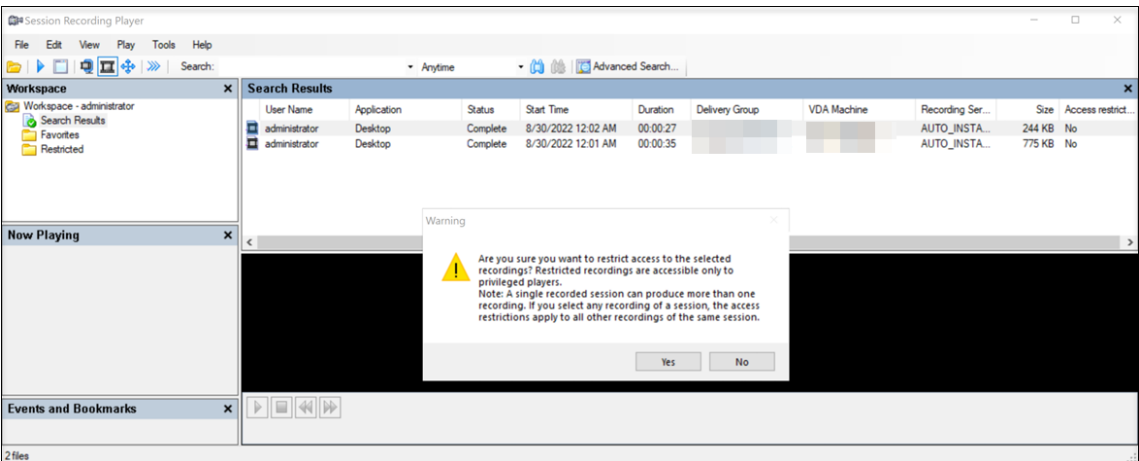 Session Recording Player
File Edit View Play Tools Help
Search: Anytime Advanced Search...
Workspace
Workspace - administrator
Search Results
Favorites
Restricted
Search Results
User Name Application Status Start Time Duration Delivery Group VDA Machine Recording Ser... Size Access restrict...
administrator Desktop Complete 8/30/2022 12:02 AM 00:00:27 AUTO_INSTA... 244 KB No
administrator Desktop Complete 8/30/2022 12:01 AM 00:00:35 AUTO_INSTA... 775 KB No
Now Playing
Warning
Are you sure you want to restrict access to the selected
recordings? Restricted recordings are accessible only to
privileged players.
Note: A single recorded session can produce more than one
recording. If you select any recording of a session, the access
restrictions apply to all other recordings of the same session.
Yes No
Events and Bookmarks
2 files